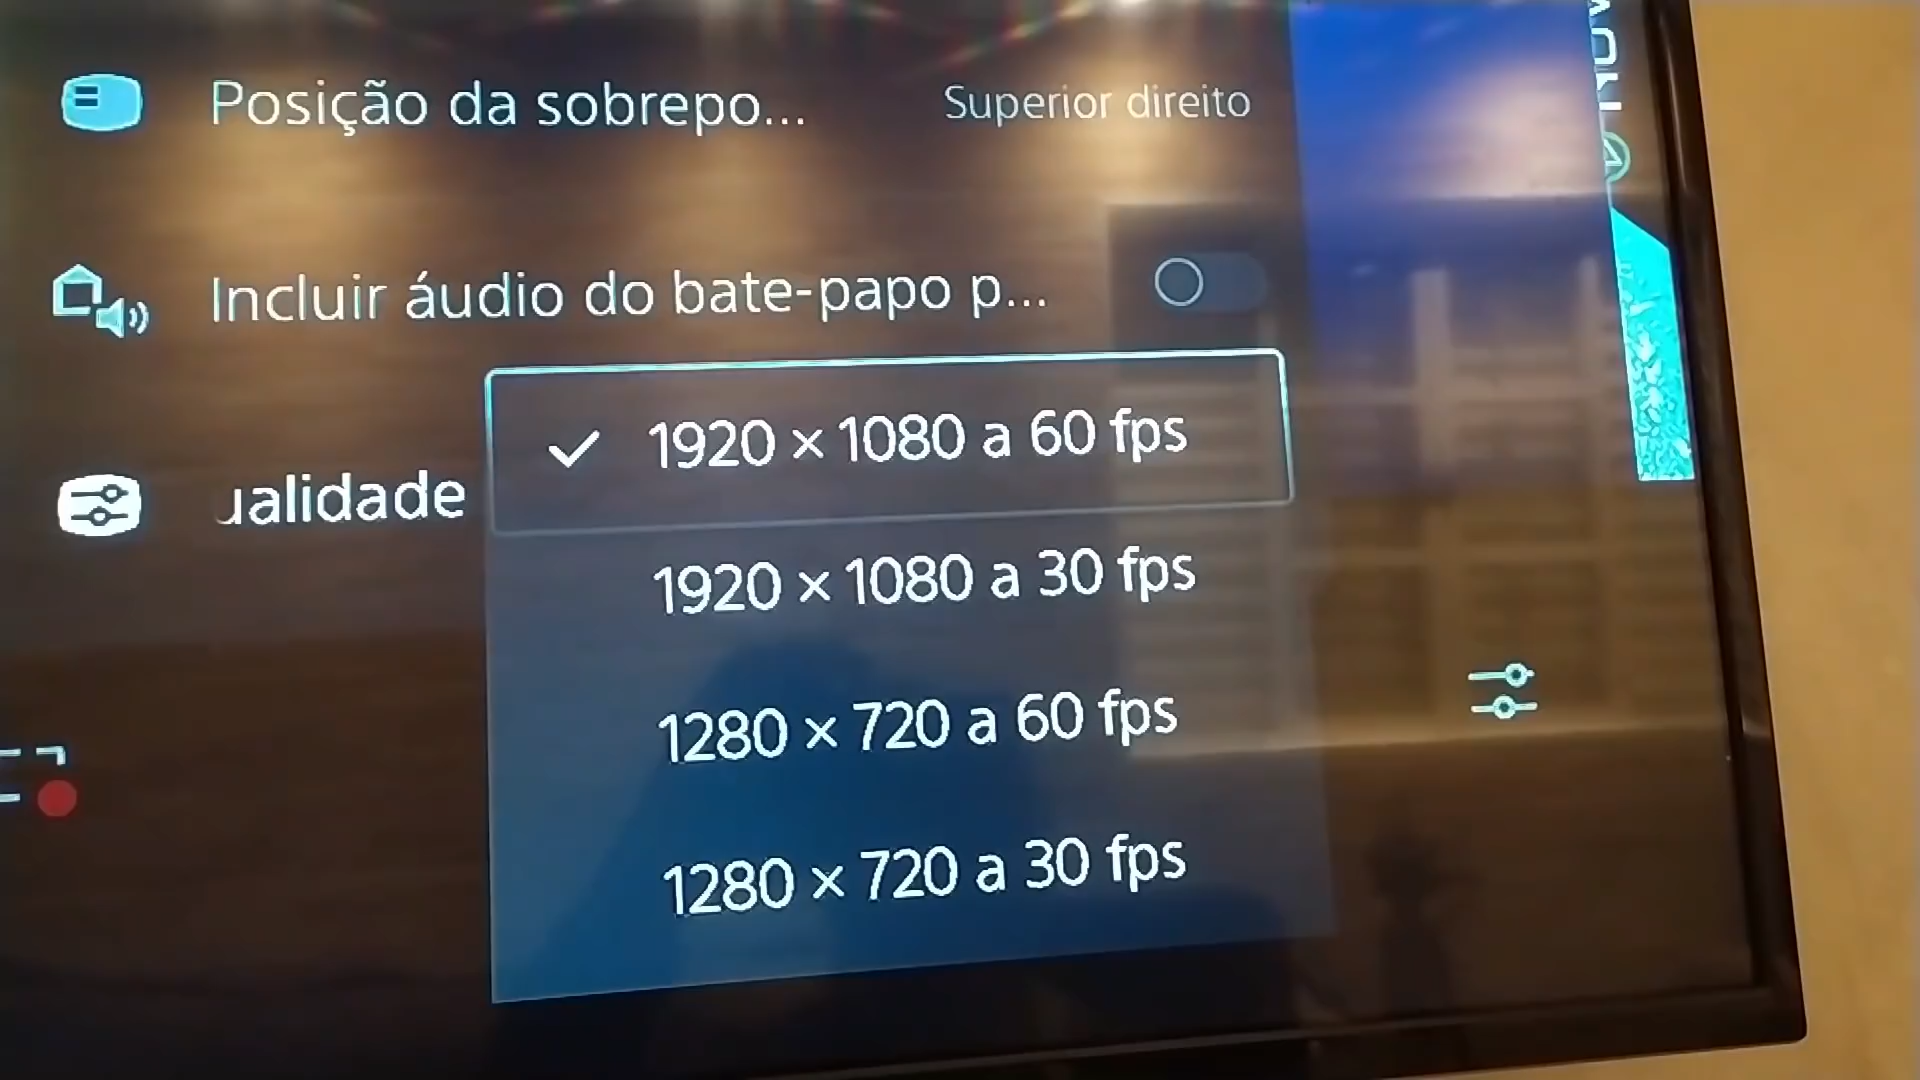 Posição da sobrepo...
Superior direito
Incluir áudio do bate-papo p...
ualidade
1920 × 1080 a 60 fps
1920 × 1080 a 30 fps
1280 × 720 a 60 fps
1280 × 720 a 30 fps